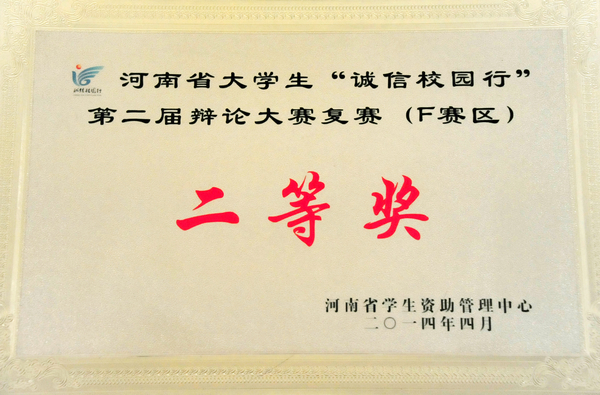 河南省大学生“诚信校园行”
第二届辩论大赛复赛（F赛区）
二等奖
河南省学生资助管理中心
二〇一四年四月